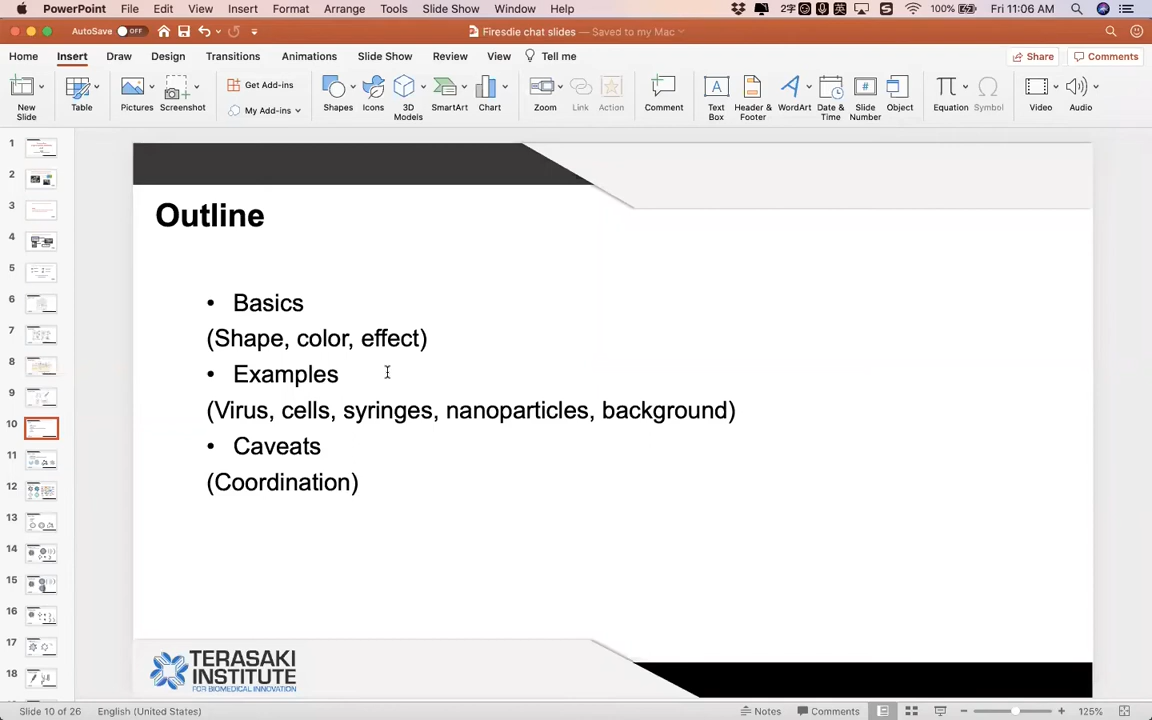 PowerPoint File Edit View Insert Format Arrange Tools Slide Show Window Help 2字 英 100% Fri 11:06 AM
AutoSave OFF Firesdie chat slides — Saved to my Mac
Home Insert Draw Design Transitions Animations Slide Show Review View Tell me Share Comments
New Slide Table Pictures Screenshot Get Add-ins My Add-ins Shapes Icons 3D Models SmartArt Chart Zoom Link Action Comment Text Box Header & Footer WordArt Date & Time Slide Number Object Equation Symbol Video Audio
1
2
3
4
5
6
7
8
9
10
11
12
13
14
15
16
17
18
Outline
• Basics
(Shape, color, effect)
• Examples
(Virus, cells, syringes, nanoparticles, background)
• Caveats
(Coordination)
TERASAKI
INSTITUTE
FOR BIOMEDICAL INNOVATION
Slide 10 of 26 English (United States) Notes Comments 125%